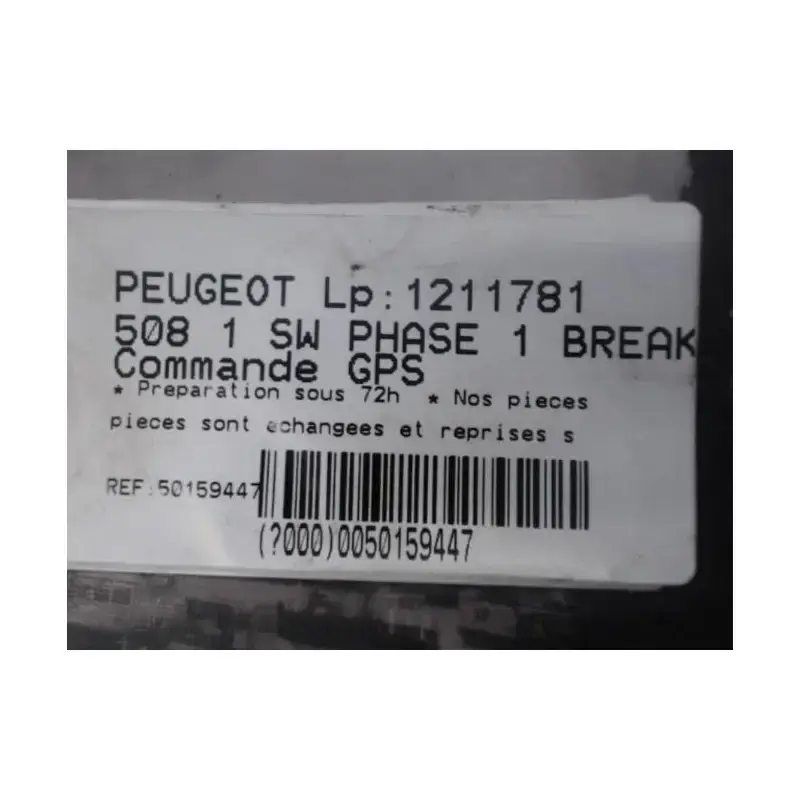 PEUGEOT Lp:1211781
508 1 SW PHASE 1 BREAK
Commande GPS
* Preparation sous 72h * Nos pieces
pieces sont echangees et reprises s
REF:50159447
(?000)0050159447